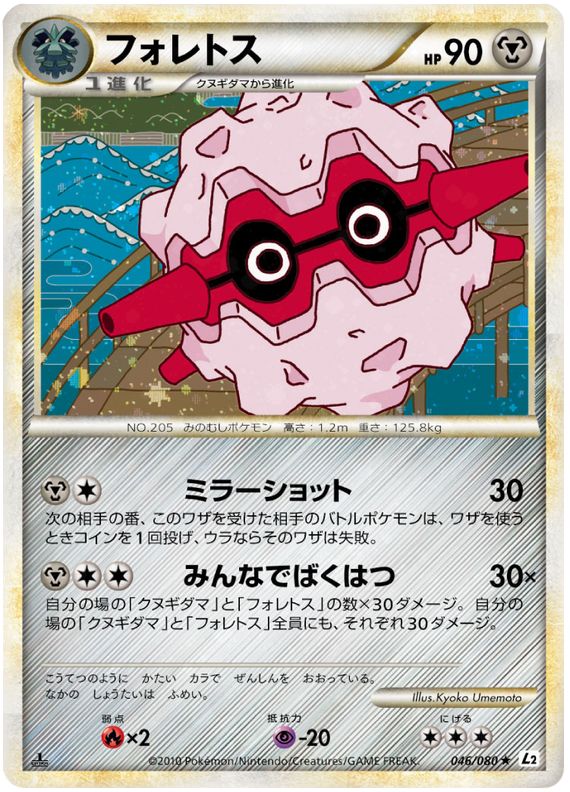 フォレトス HP90
1進化 クヌギダマから進化
NO.205 みのむしポケモン 高さ:1.2m 重さ:125.8kg
ミラーショット 30
次の相手の番、このワザを受けた相手のバトルポケモンは、ワザを使う
ときコインを1回投げ、ウラならそのワザは失敗。
みんなでばくはつ 30×
自分の場の「クヌギダマ」と「フォレトス」の数×30ダメージ。自分の
場の「クヌギダマ」と「フォレトス」全員にも、それぞれ30ダメージ。
こうてつのように かたい カラで ぜんしんを おおっている。
なかの しょうたいは ふめい。
Illus.Kyoko Umemoto
弱点 抵抗力 にげる
×2 -20
©2010 Pokémon/Nintendo/Creatures/GAME FREAK. 046/080★ L2